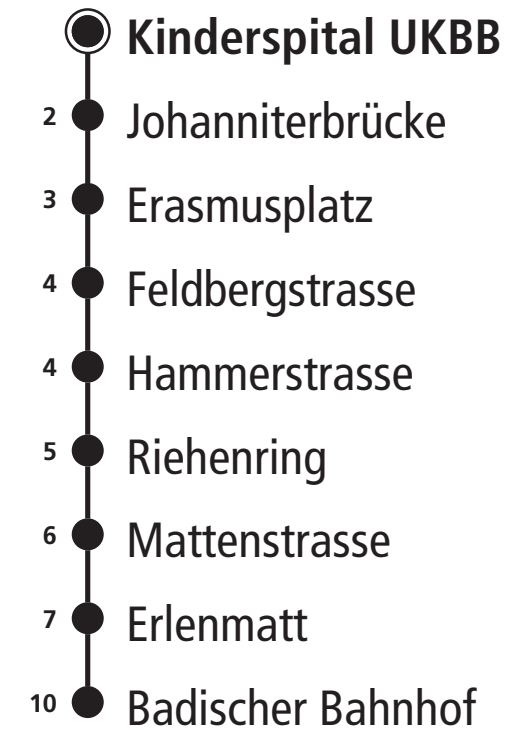 Kinderspital UKBB
2 Johanniterbrücke
3 Erasmusplatz
4 Feldbergstrasse
4 Hammerstrasse
5 Riehenring
6 Mattenstrasse
7 Erlenmatt
10 Badischer Bahnhof